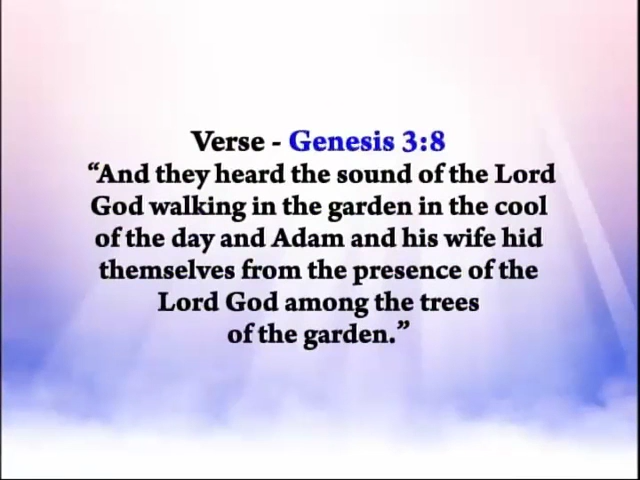 Verse - Genesis 3:8
“And they heard the sound of the Lord
God walking in the garden in the cool
of the day and Adam and his wife hid
themselves from the presence of the
Lord God among the trees
of the garden.”